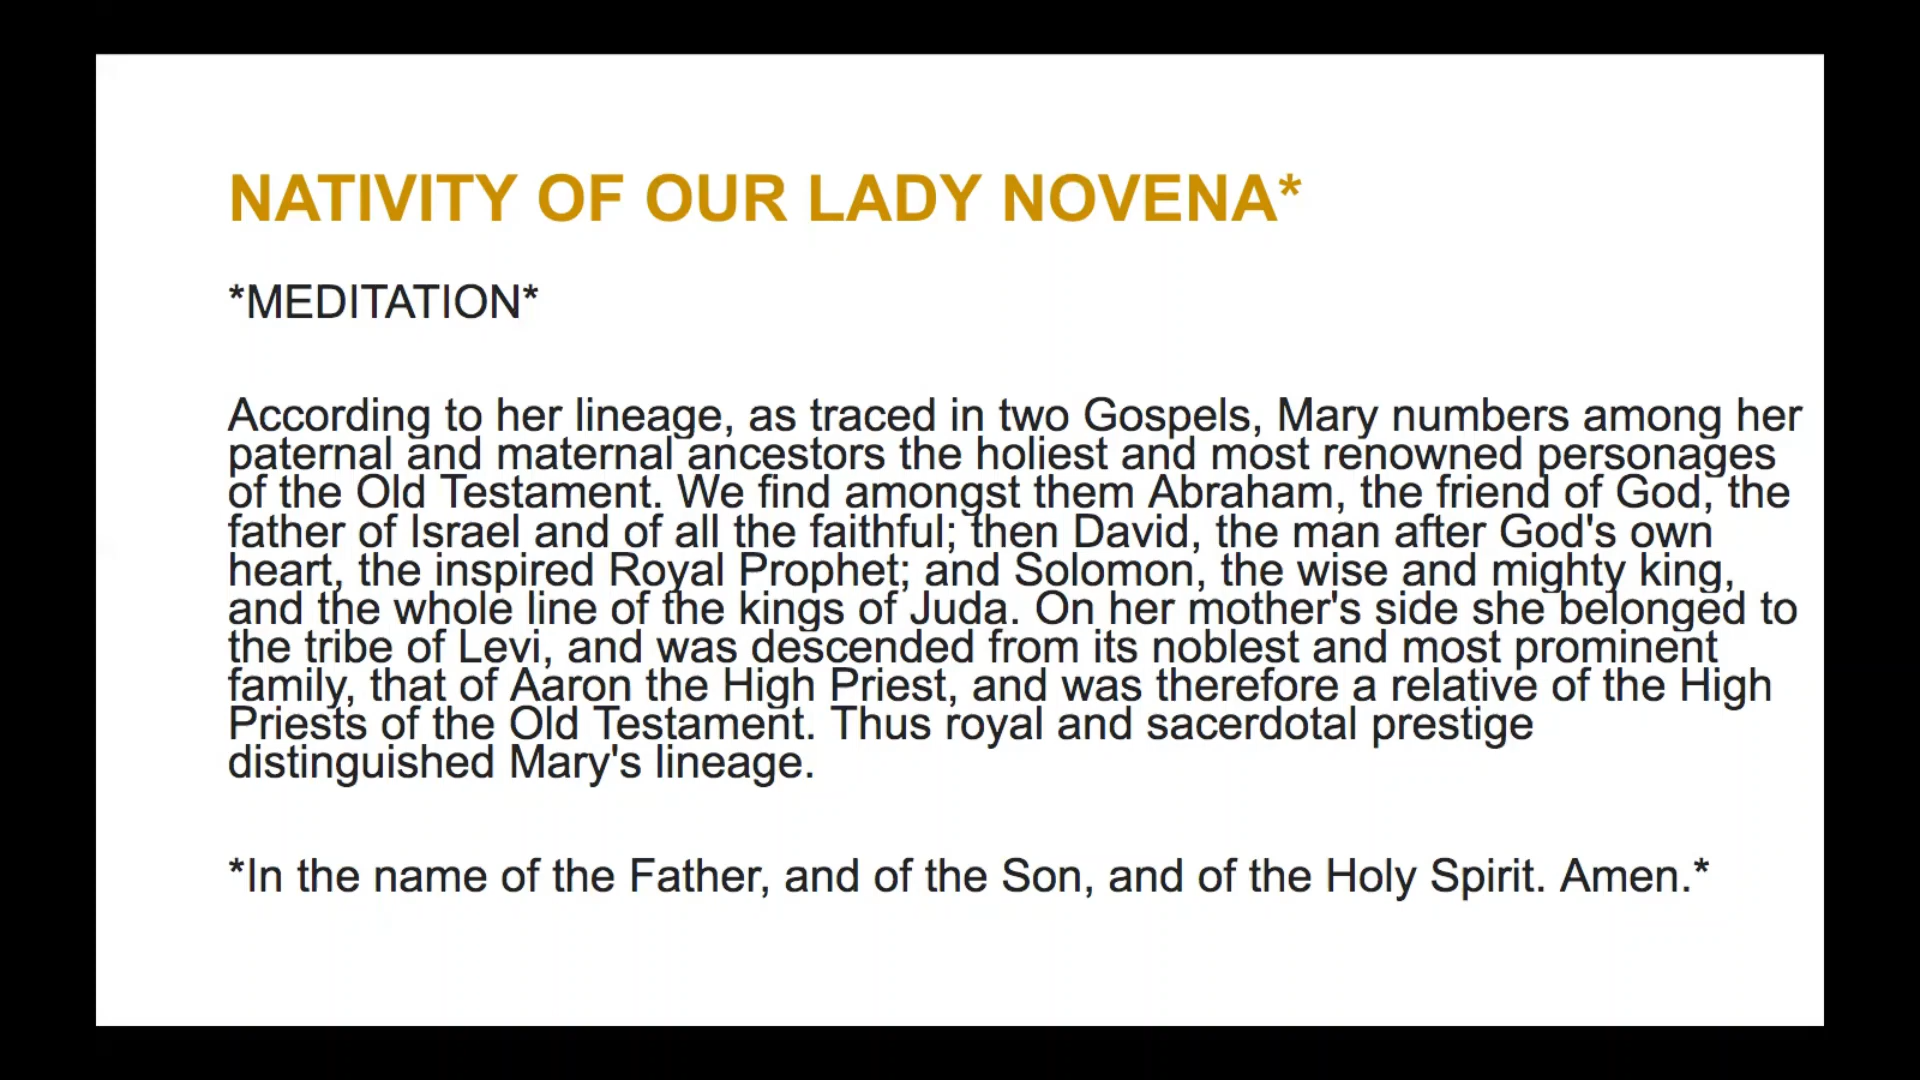 NATIVITY OF OUR LADY NOVENA*
*MEDITATION*
According to her lineage, as traced in two Gospels, Mary numbers among her
paternal and maternal ancestors the holiest and most renowned personages
of the Old Testament. We find amongst them Abraham, the friend of God, the
father of Israel and of all the faithful; then David, the man after God's own
heart, the inspired Royal Prophet; and Solomon, the wise and mighty king,
and the whole line of the kings of Juda. On her mother's side she belonged to
the tribe of Levi, and was descended from its noblest and most prominent
family, that of Aaron the High Priest, and was therefore a relative of the High
Priests of the Old Testament. Thus royal and sacerdotal prestige
distinguished Mary's lineage.
*In the name of the Father, and of the Son, and of the Holy Spirit. Amen.*